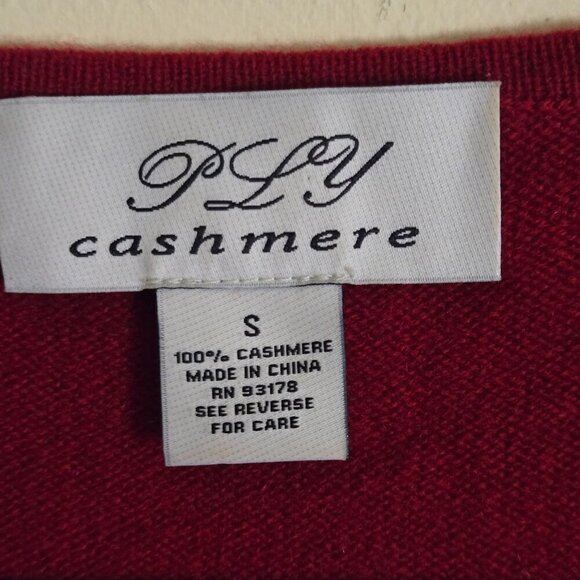 PLY
cashmere
S
100% CASHMERE
MADE IN CHINA
RN 93178
SEE REVERSE
FOR CARE